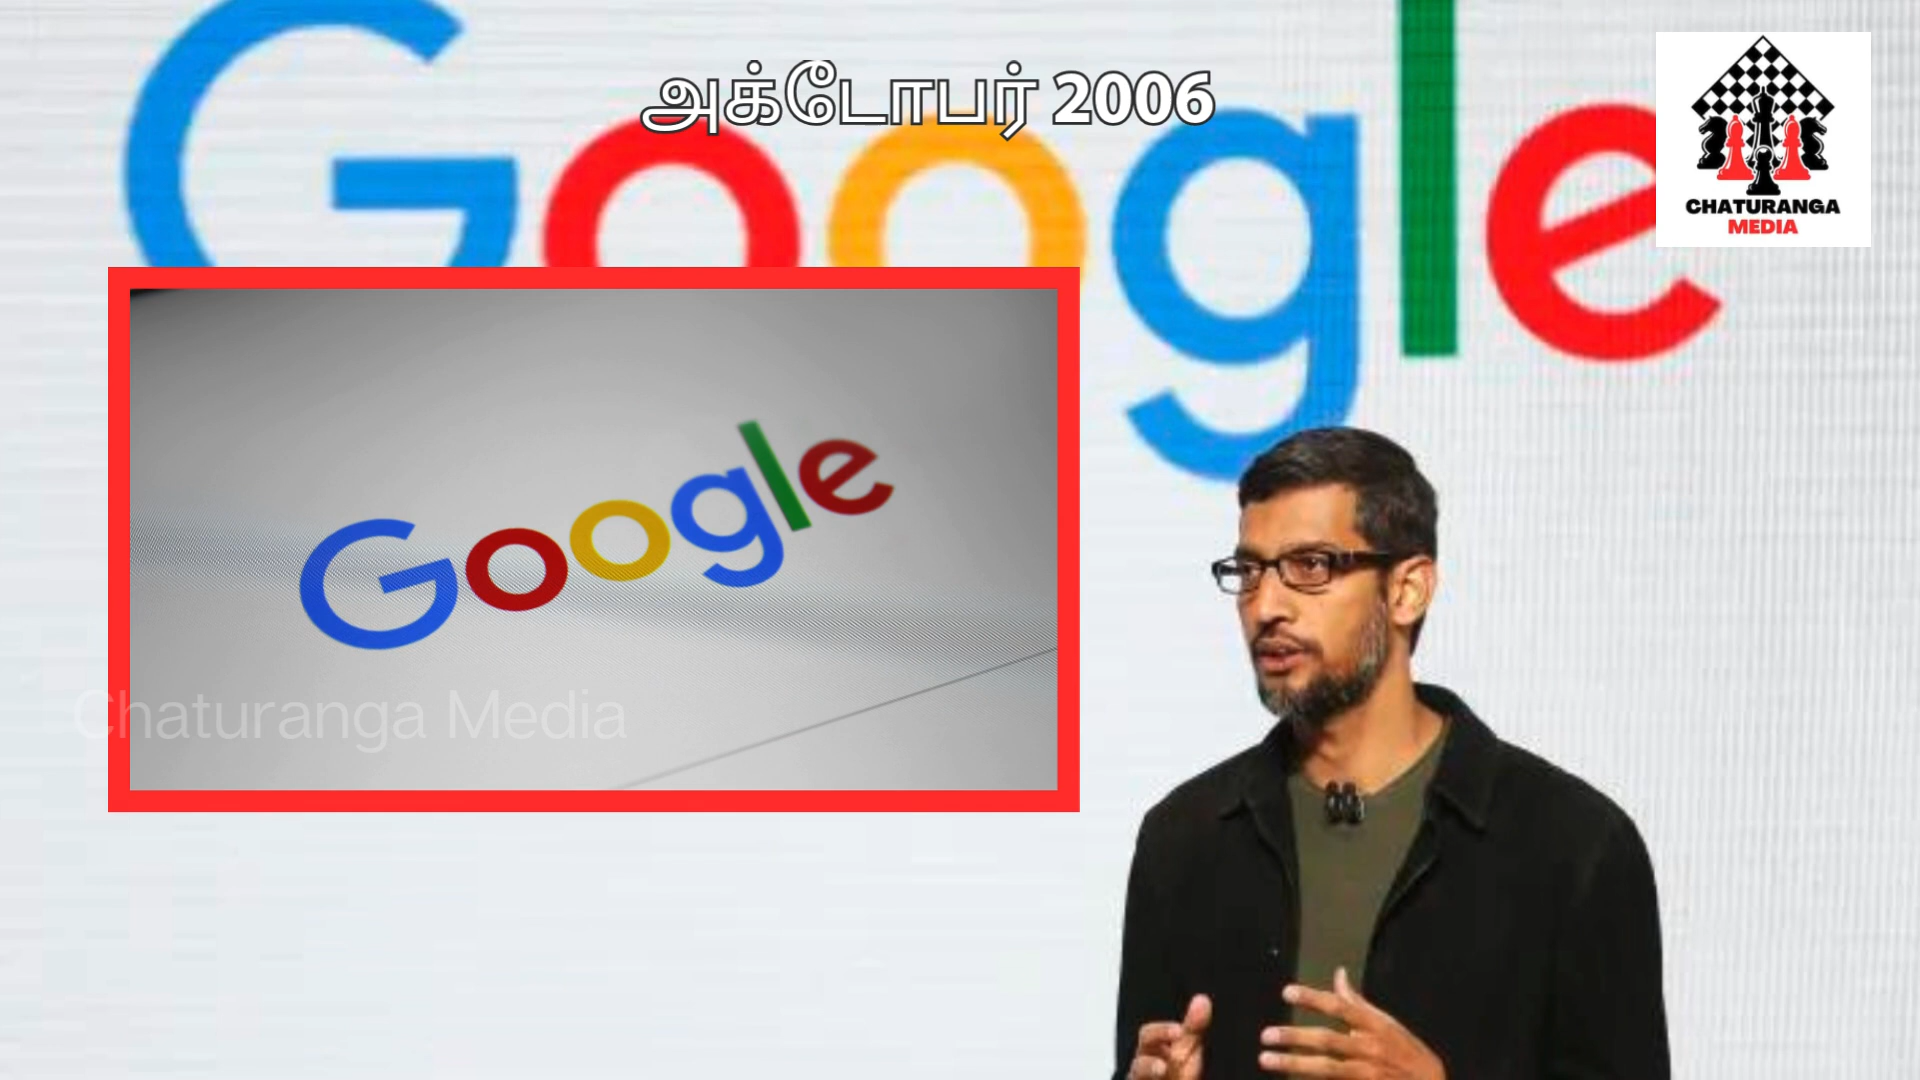 Google
அக்டோபர் 2006
CHATURANGA
MEDIA
Google
Chaturanga Media